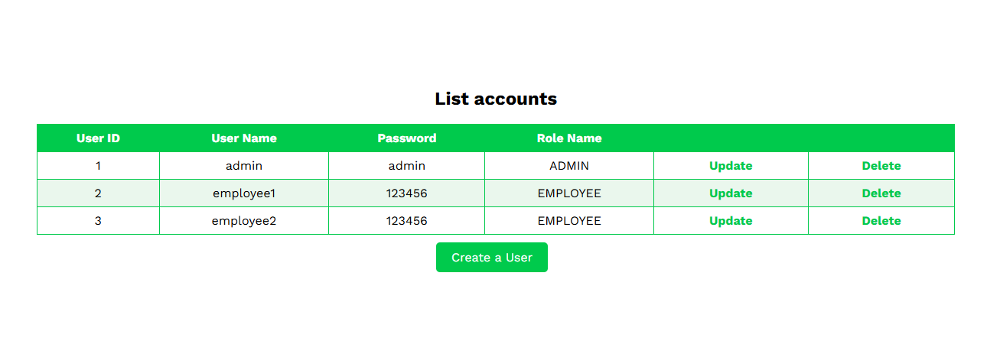 List accounts
User ID User Name Password Role Name
1 admin admin ADMIN Update Delete
2 employee1 123456 EMPLOYEE Update Delete
3 employee2 123456 EMPLOYEE Update Delete
Create a User